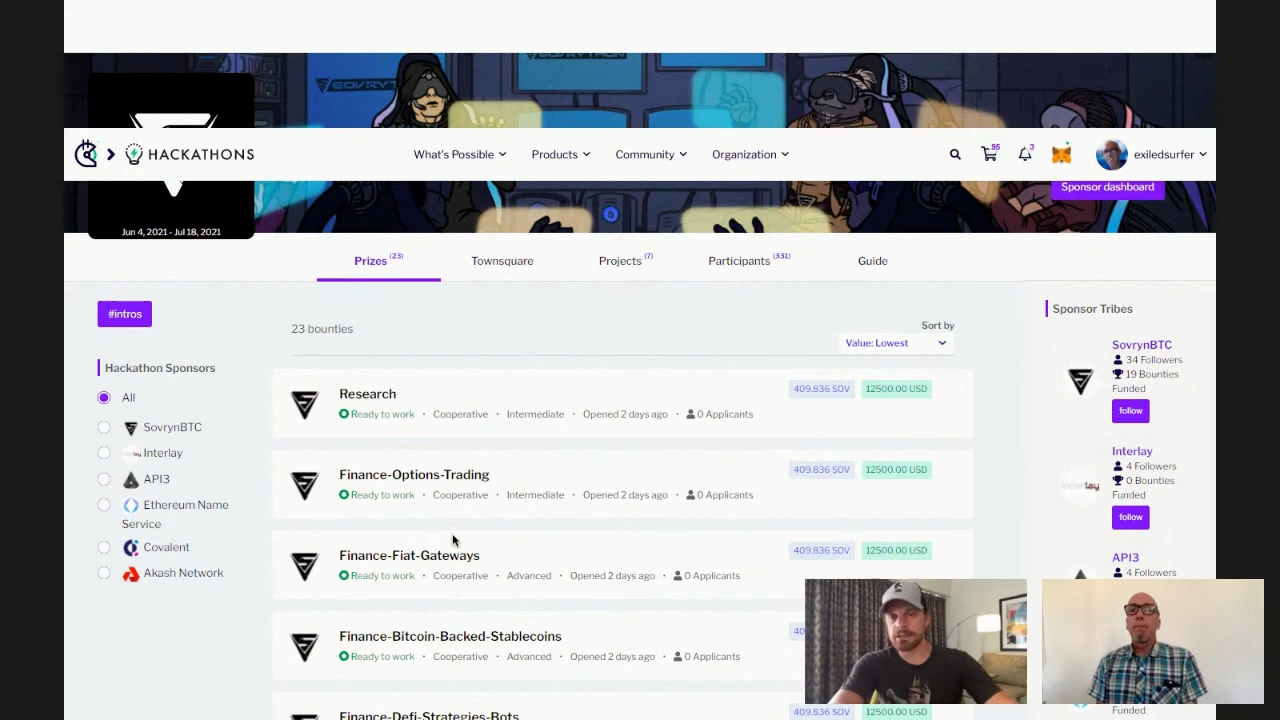 SOVRYT
HACKATHONS
What's Possible
Products
Community
Organization
96
3
exiledsurfer
Sponsor dashboard
Jun 4, 2021 - Jul 18, 2021
Prizes (23)
Townsquare
Projects (7)
Participants (331)
Guide
#intros
Hackathon Sponsors
All
SovrynBTC
Interlay
API3
Ethereum Name
Service
Covalent
Akash Network
23 bounties
Sort by
Value: Lowest
Research
409.836 SOV 12500.00 USD
Ready to work • Cooperative • Intermediate • Opened 2 days ago • 0 Applicants
Finance-Options-Trading
409.836 SOV 12500.00 USD
Ready to work • Cooperative • Intermediate • Opened 2 days ago • 0 Applicants
Finance-Fiat-Gateways
409.836 SOV 12500.00 USD
Ready to work • Cooperative • Advanced • Opened 2 days ago • 0 Applicants
Finance-Bitcoin-Backed-Stablecoins
40
Ready to work • Cooperative • Advanced • Opened 2 days ago • 0 Applicants
Finance-Defi-Strategies-Bots
409.836 SOV 12500.00 USD
Sponsor Tribes
SovrynBTC
34 Followers
19 Bounties
Funded
follow
Interlay
4 Followers
0 Bounties
Funded
follow
API3
4 Followers
Funded